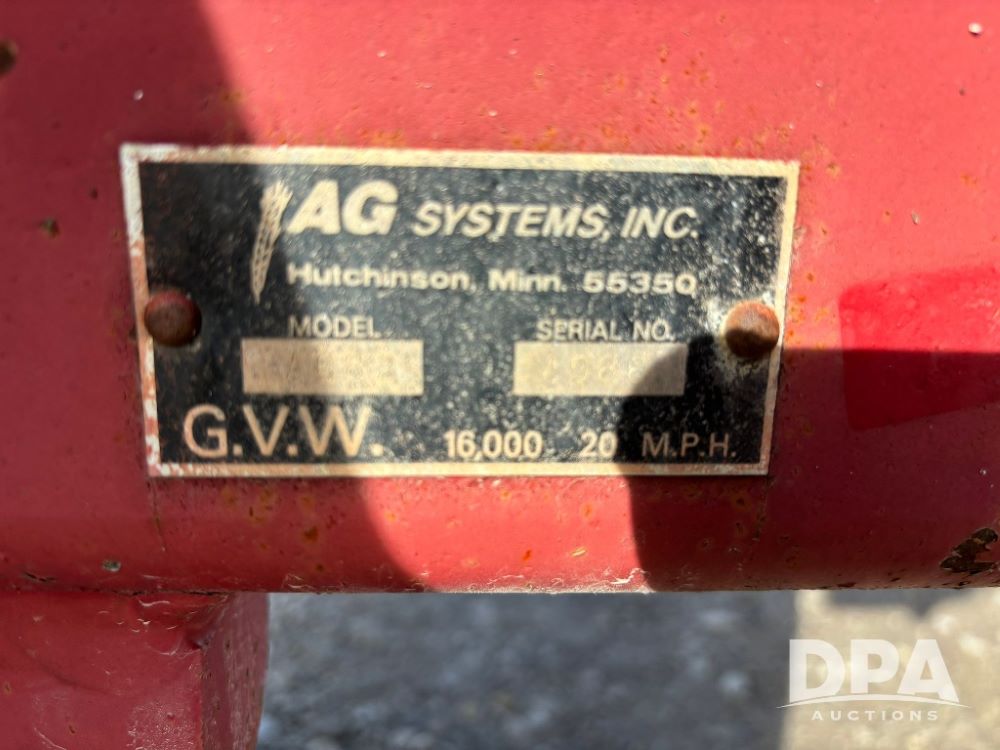 AG SYSTEMS, INC.
Hutchinson, Minn. 55350
MODEL SERIAL NO.
G.V.W. 16,000 20 M.P.H.
DPA
AUCTIONS